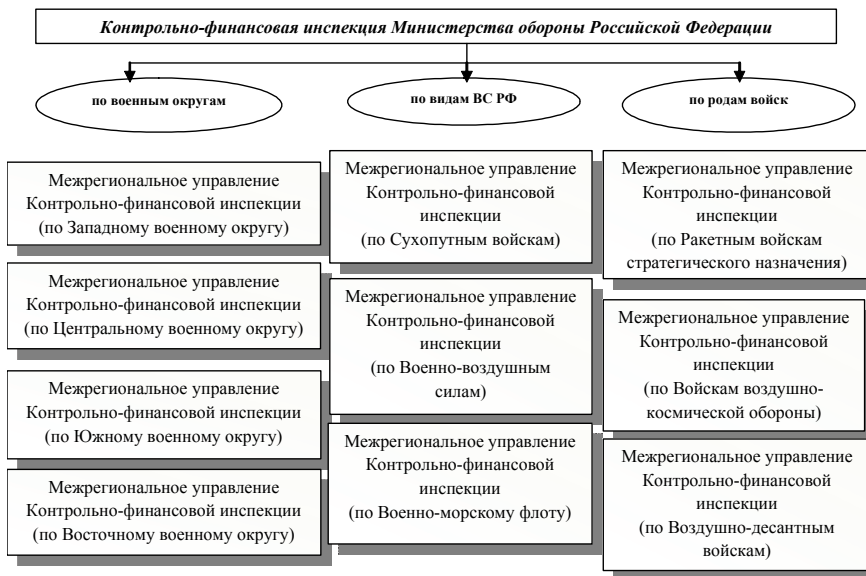 Контрольно-финансовая инспекция Министерства обороны Российской Федерации
по военным округам
по видам ВС РФ
по родам войск
Межрегиональное управление
Контрольно-финансовой инспекции
(по Западному военному округу)
Межрегиональное управление
Контрольно-финансовой инспекции
(по Центральному военному округу)
Межрегиональное управление
Контрольно-финансовой инспекции
(по Южному военному округу)
Межрегиональное управление
Контрольно-финансовой инспекции
(по Восточному военному округу)
Межрегиональное управление
Контрольно-финансовой
инспекции
(по Сухопутным войскам)
Межрегиональное управление
Контрольно-финансовой
инспекции
(по Военно-воздушным
силам)
Межрегиональное управление
Контрольно-финансовой
инспекции
(по Военно-морскому флоту)
Межрегиональное управление
Контрольно-финансовой
инспекции
(по Ракетным войскам
стратегического назначения)
Межрегиональное управление
Контрольно-финансовой
инспекции
(по Войскам воздушно-
космической обороны)
Межрегиональное управление
Контрольно-финансовой
инспекции
(по Воздушно-десантным
войскам)